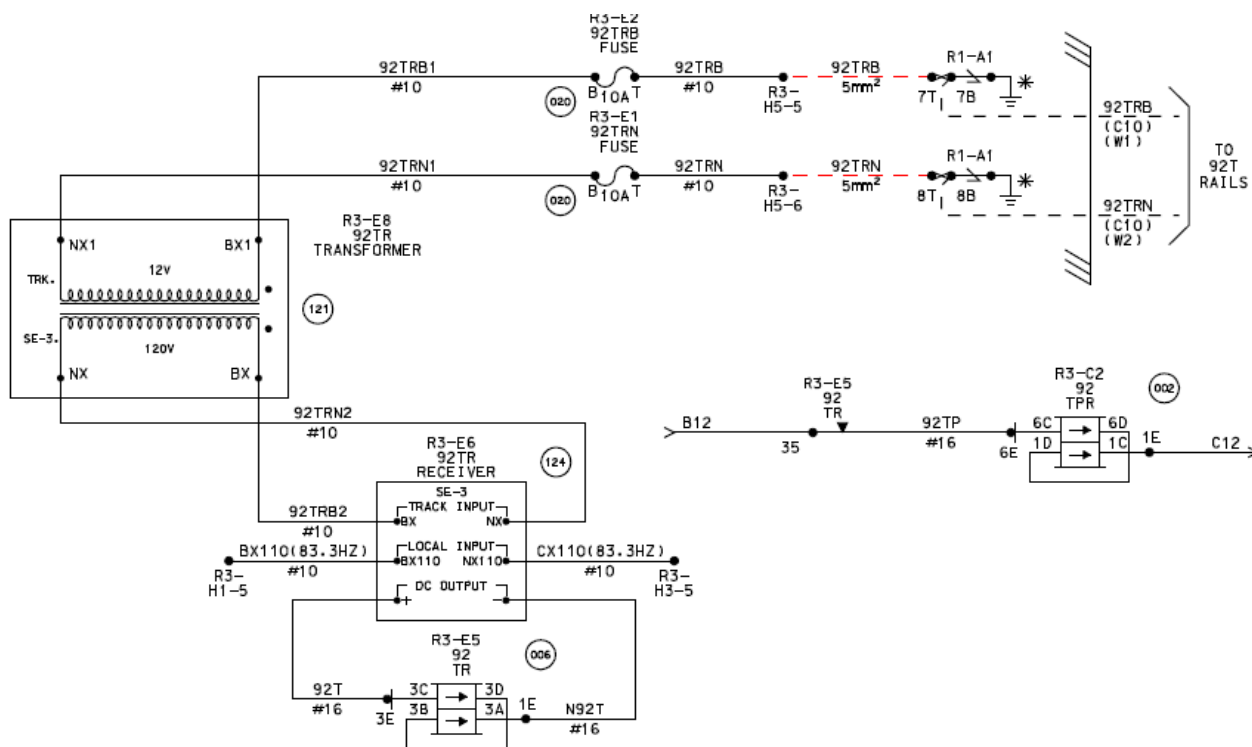 R3-E2
92TRB
FUSE
92TRB1
#10
020
B
10A
T
92TRB
#10
R3-
H5-5
92TRB
5mm²
R1-A1
7T
7B
*
92TRB
(C10)
(W1)
R3-E1
92TRN
FUSE
92TRN1
#10
020
B
10A
T
92TRN
#10
R3-
H5-6
92TRN
5mm²
R1-A1
8T
8B
*
92TRN
(C10)
(W2)
TO
92T
RAILS
R3-E8
92TR
TRANSFORMER
NX1
BX1
TRK.
12V
121
SE-3.
120V
NX
BX
92TRN2
#10
R3-E6
92TR
RECEIVER
124
SE-3
TRACK INPUT
BX
NX
92TRB2
#10
LOCAL INPUT
BX110
NX110
BX110(83.3HZ)
#10
R3-
H1-5
CX110(83.3HZ)
#10
R3-
H3-5
DC OUTPUT
+
-
R3-E5
92
TR
006
92T
#16
3E
3C
3D
3B
3A
1E
N92T
#16
B12
35
R3-E5
92
TR
92TP
#16
6E
R3-C2
92
TPR
002
6C
6D
1D
1C
1E
C12